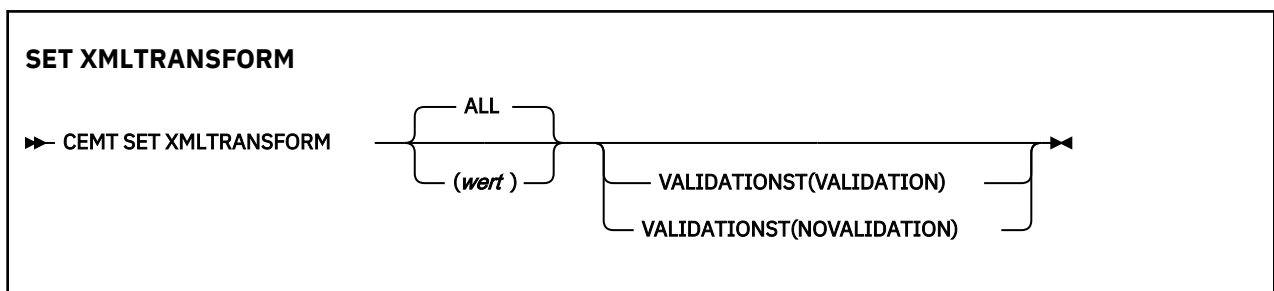 SET XMLTRANSFORM
ALL
CEMT SET XMLTRANSFORM
(wert )
VALIDATIONST(VALIDATION)
VALIDATIONST(NOVALIDATION)